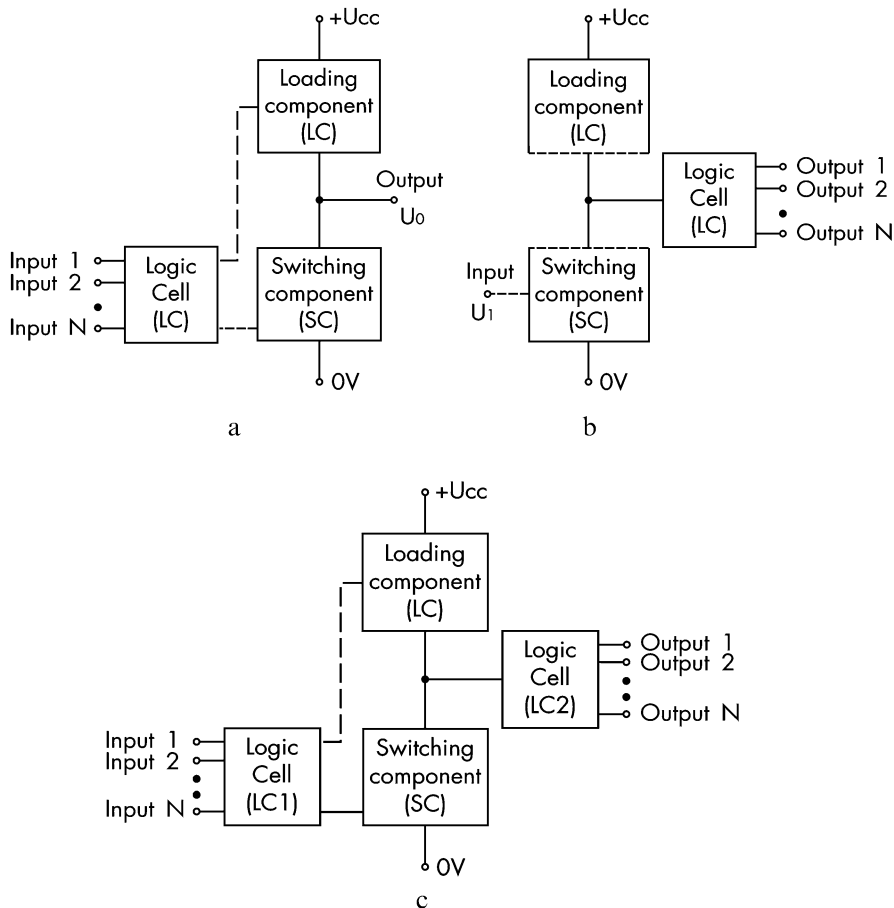 +Ucc
Loading
component
(LC)
Output
U0
Input 1
Input 2
Input N
Logic
Cell
(LC)
Switching
component
(SC)
0V
a
+Ucc
Loading
component
(LC)
Logic
Cell
(LC)
Output 1
Output 2
Output N
Input
U1
Switching
component
(SC)
0V
b
+Ucc
Loading
component
(LC)
Logic
Cell
(LC2)
Output 1
Output 2
Output N
Input 1
Input 2
Input N
Logic
Cell
(LC1)
Switching
component
(SC)
0V
c